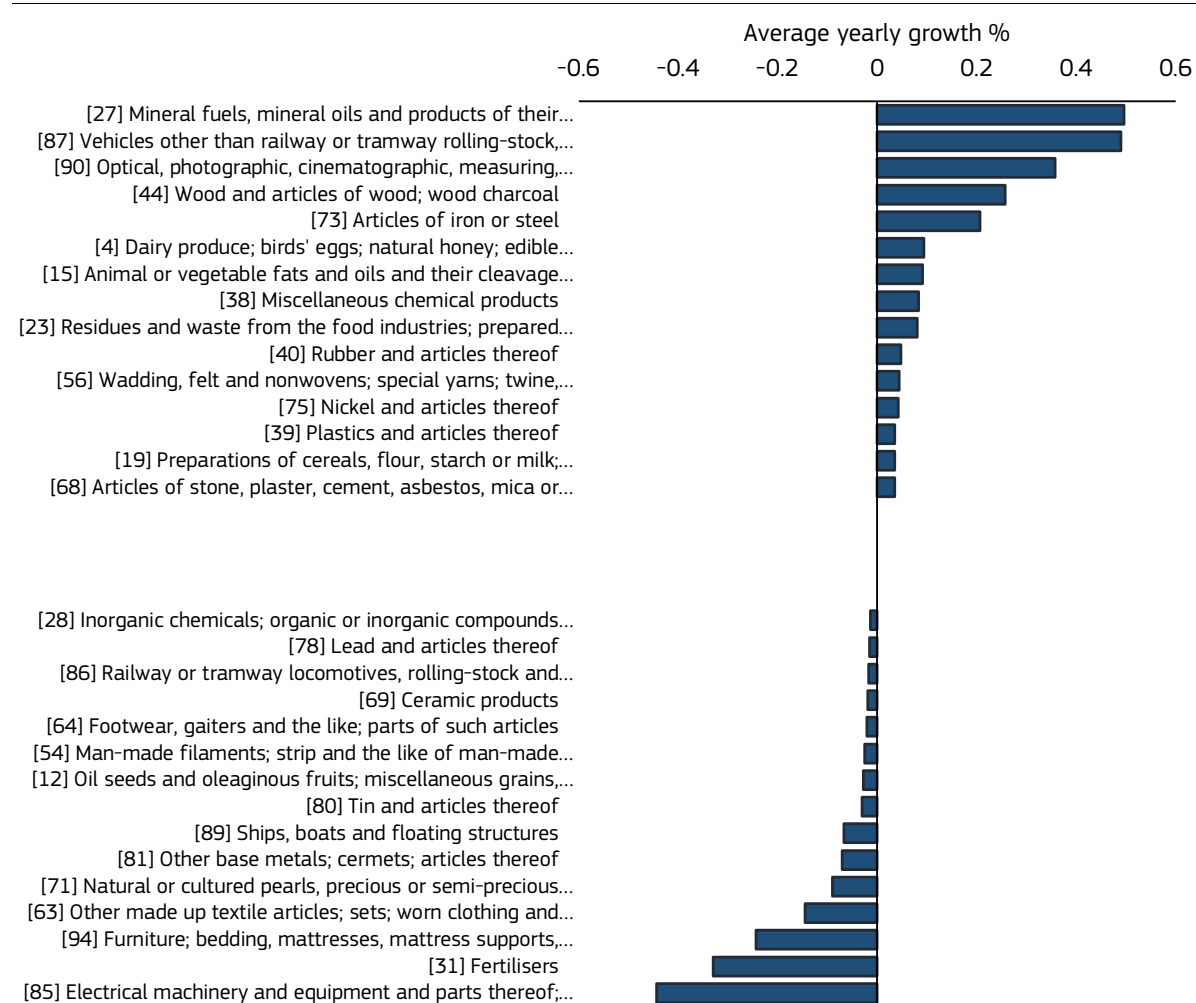 Average yearly growth %
-0.6 -0.4 -0.2 0 0.2 0.4 0.6
[27] Mineral fuels, mineral oils and products of their...
[87] Vehicles other than railway or tramway rolling-stock,...
[90] Optical, photographic, cinematographic, measuring,...
[44] Wood and articles of wood; wood charcoal
[73] Articles of iron or steel
[4] Dairy produce; birds' eggs; natural honey; edible...
[15] Animal or vegetable fats and oils and their cleavage...
[38] Miscellaneous chemical products
[23] Residues and waste from the food industries; prepared...
[40] Rubber and articles thereof
[56] Wadding, felt and nonwovens; special yarns; twine,...
[75] Nickel and articles thereof
[39] Plastics and articles thereof
[19] Preparations of cereals, flour, starch or milk;...
[68] Articles of stone, plaster, cement, asbestos, mica or...
[28] Inorganic chemicals; organic or inorganic compounds...
[78] Lead and articles thereof
[86] Railway or tramway locomotives, rolling-stock and...
[69] Ceramic products
[64] Footwear, gaiters and the like; parts of such articles
[54] Man-made filaments; strip and the like of man-made...
[12] Oil seeds and oleaginous fruits; miscellaneous grains,...
[80] Tin and articles thereof
[89] Ships, boats and floating structures
[81] Other base metals; cermets; articles thereof
[71] Natural or cultured pearls, precious or semi-precious...
[63] Other made up textile articles; sets; worn clothing and...
[94] Furniture; bedding, mattresses, mattress supports,...
[31] Fertilisers
[85] Electrical machinery and equipment and parts thereof;...